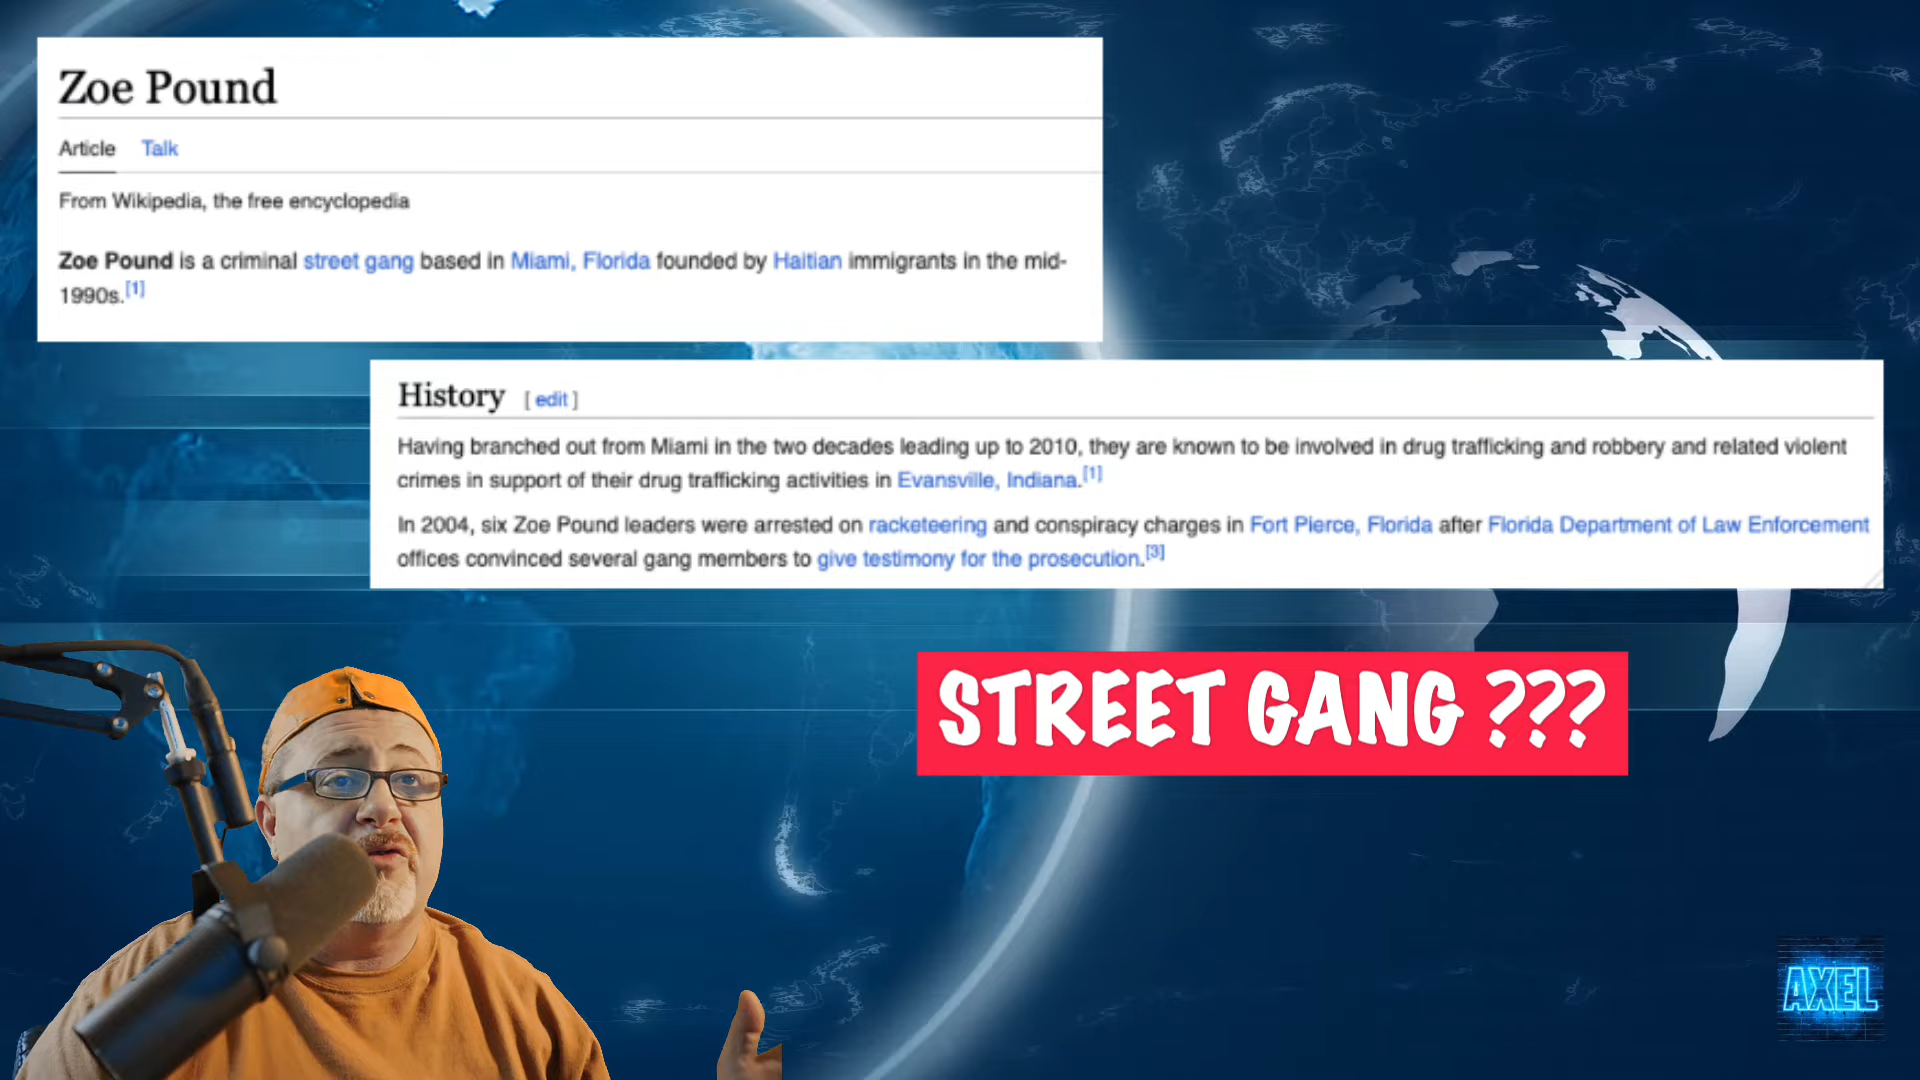 Zoe Pound
Article Talk
From Wikipedia, the free encyclopedia
Zoe Pound is a criminal street gang based in Miami, Florida founded by Haitian immigrants in the mid-
1990s.[1]
History [ edit ]
Having branched out from Miami in the two decades leading up to 2010, they are known to be involved in drug trafficking and robbery and related violent
crimes in support of their drug trafficking activities in Evansville, Indiana.[1]
In 2004, six Zoe Pound leaders were arrested on racketeering and conspiracy charges in Fort Pierce, Florida after Florida Department of Law Enforcement
offices convinced several gang members to give testimony for the prosecution.[3]
STREET GANG ???
AXEL